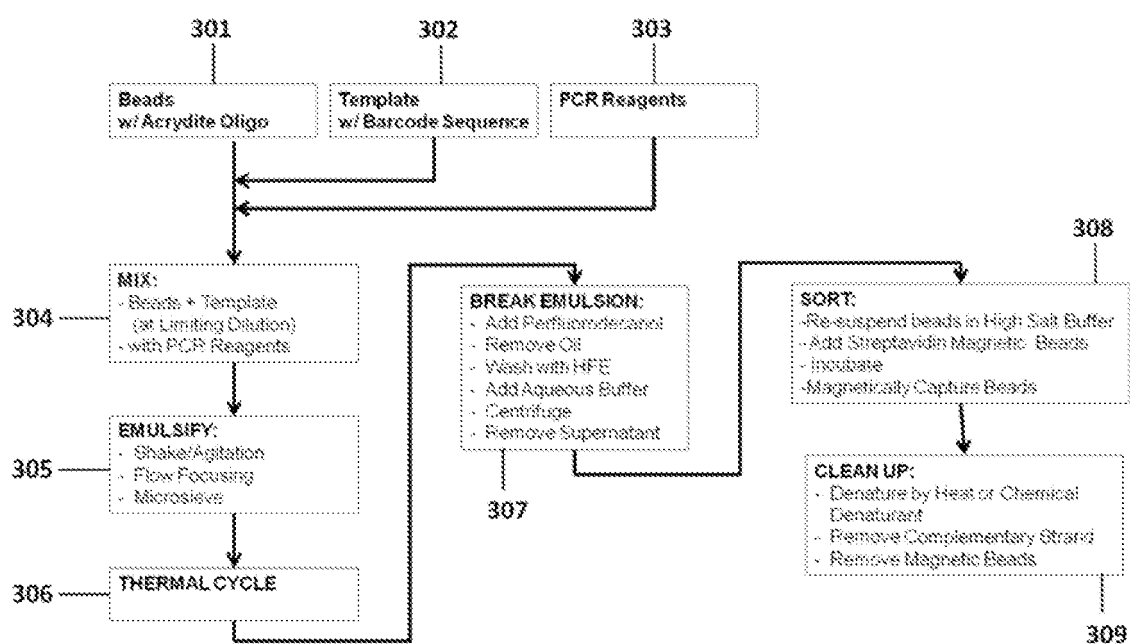 301
302
303
Beads
w/ Acrydite Oligo
Template
w/ Barcode Sequence
PCR Reagents
304
MIX:
- Beads + Template
(at Limiting Dilution)
- with PCR Reagents
305
EMULSIFY:
- Shake/Agitation
- Flow Focusing
- Microsieve
306
THERMAL CYCLE
BREAK EMULSION:
- Add Perfluorodecanol
- Remove Oil
- Wash with HFE
- Add Aqueous Buffer
- Centrifuge
- Remove Supernatant
307
308
SORT:
-Re-suspend beads in High Salt Buffer
-Add Streptavidin Magnetic Beads
- Incubate
-Magnetically Capture Beads
CLEAN UP:
- Denature by Heat or Chemical
Denaturant
- Remove Complementary Strand
- Remove Magnetic Beads
309